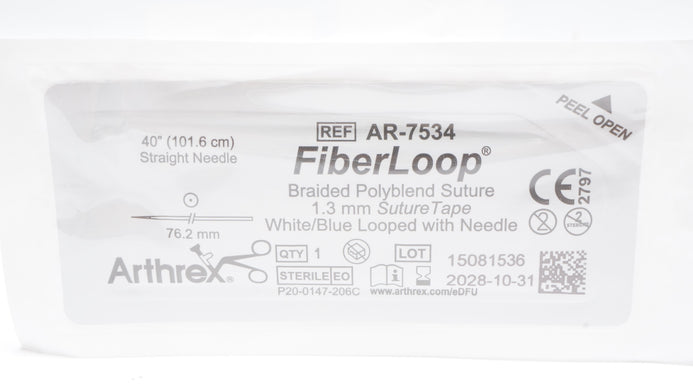 PEEL OPEN
REF AR-7534
40" (101.6 cm)
Straight Needle
FiberLoop®
Braided Polyblend Suture
1.3 mm SutureTape
White/Blue Looped with Needle
76.2 mm
CE 2797
2
STERILIZE
Arthrex®
QTY 1
LOT 15081536
STERILE EO
2028-10-31
P20-0147-206C
www.arthrex.com/eDFU